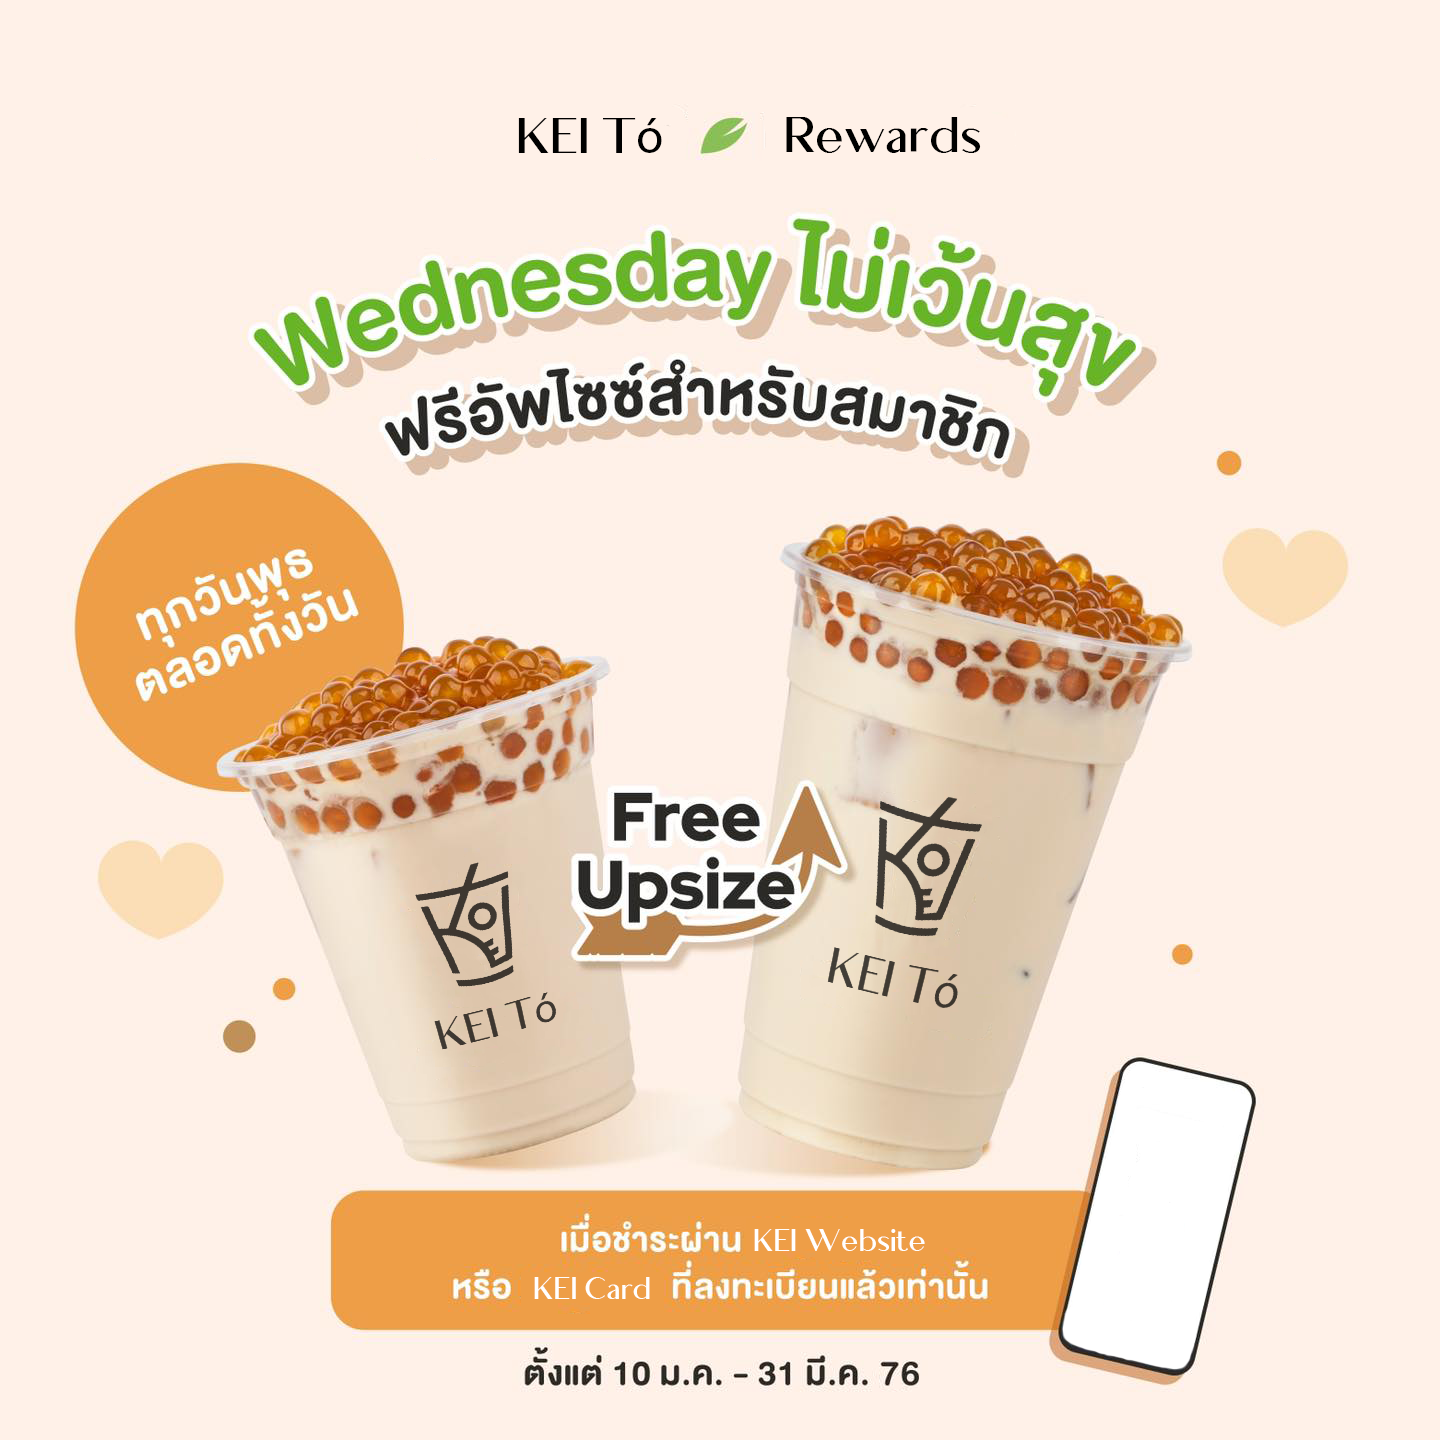 KEI Tó Rewards
Wednesday ไม่เว้นสุข
ฟรีอัพไซซ์สำหรับสมาชิก
ทุกวันพุธ
ตลอดทั้งวัน
Free
Upsize
KEI Tó
KEI Tó
เมื่อชำระผ่าน KEI Website
หรือ KEI Card ที่ลงทะเบียนแล้วเท่านั้น
ตั้งแต่ 10 ม.ค. - 31 มี.ค. 76